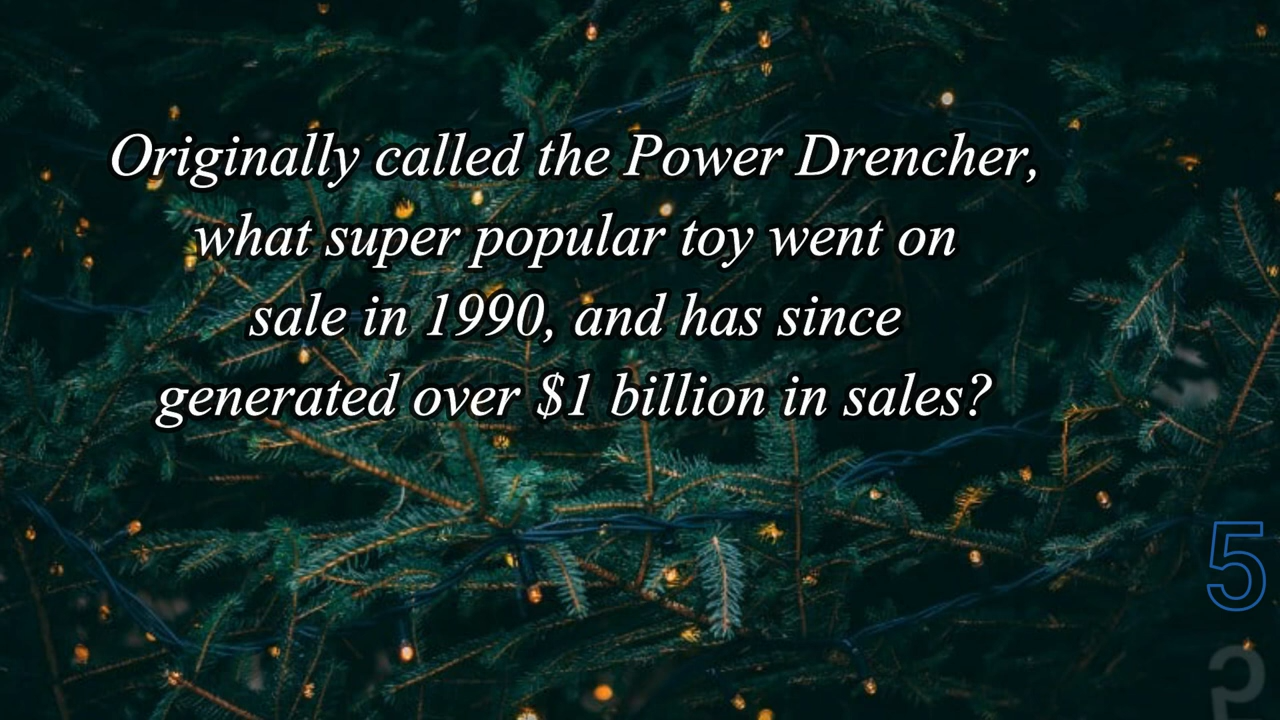 Originally called the Power Drencher,
what super popular toy went on
sale in 1990, and has since
generated over $1 billion in sales?
5